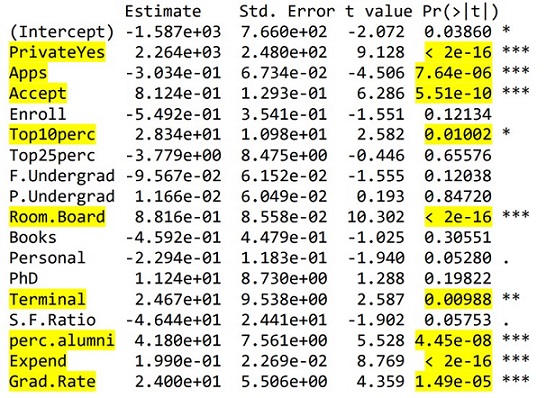 Estimate Std. Error t value Pr(>|t|)
(Intercept) -1.587e+03 7.660e+02 -2.072 0.03860 *
PrivateYes 2.264e+03 2.480e+02 9.128 < 2e-16 ***
Apps -3.034e-01 6.734e-02 -4.506 7.64e-06 ***
Accept 8.124e-01 1.293e-01 6.286 5.51e-10 ***
Enroll -5.492e-01 3.541e-01 -1.551 0.12134
Top10perc 2.834e+01 1.098e+01 2.582 0.01002 *
Top25perc -3.779e+00 8.475e+00 -0.446 0.65576
F.Undergrad -9.567e-02 6.152e-02 -1.555 0.12038
P.Undergrad 1.166e-02 6.049e-02 0.193 0.84720
Room.Board 8.816e-01 8.558e-02 10.302 < 2e-16 ***
Books -4.592e-01 4.479e-01 -1.025 0.30551
Personal -2.294e-01 1.183e-01 -1.940 0.05280 .
PhD 1.124e+01 8.730e+00 1.288 0.19822
Terminal 2.467e+01 9.538e+00 2.587 0.00988 **
S.F.Ratio -4.644e+01 2.441e+01 -1.902 0.05753 .
perc.alumni 4.180e+01 7.561e+00 5.528 4.45e-08 ***
Expend 1.990e-01 2.269e-02 8.769 < 2e-16 ***
Grad.Rate 2.400e+01 5.506e+00 4.359 1.49e-05 ***